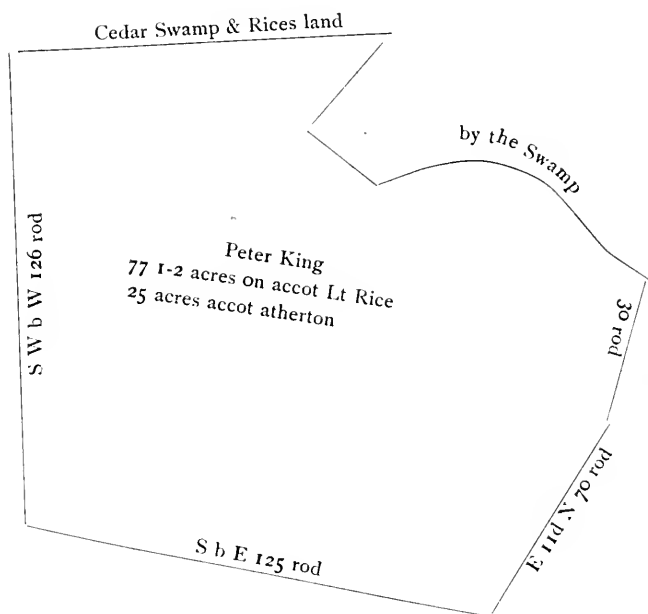 Cedar Swamp & Rices land
by the Swamp
S W b W 126 rod
Peter King
77 1-2 acres on accot Lt Rice
25 acres accot atherton
30 rod
E 11d N 70 rod
S b E 125 rod